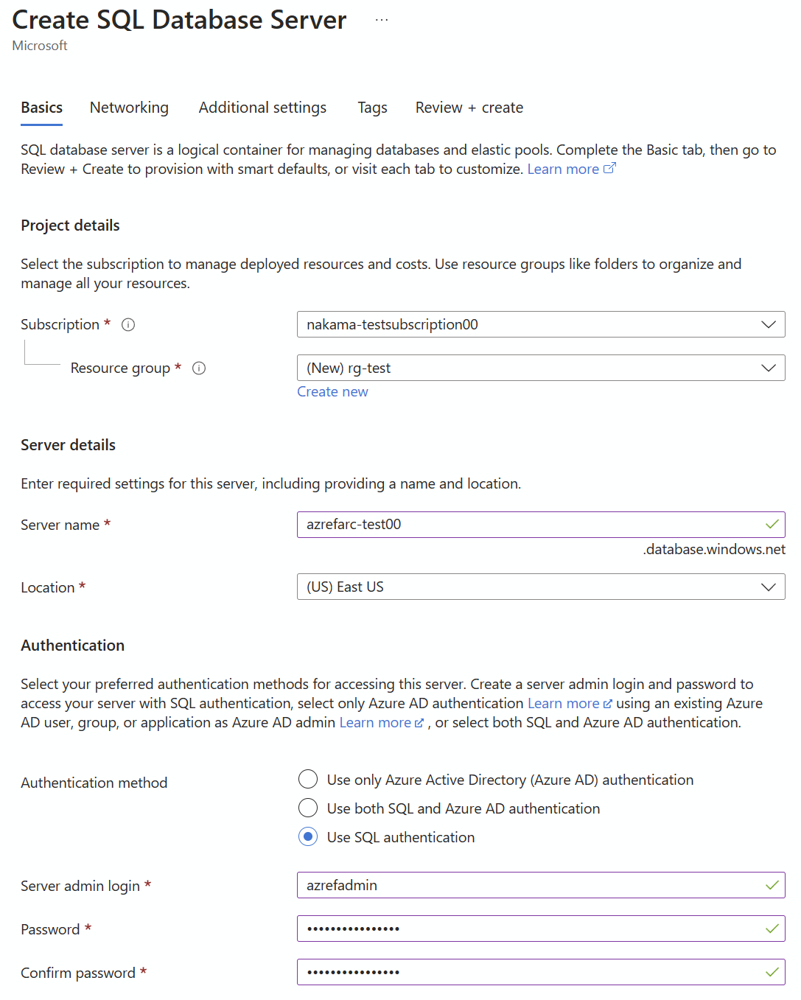 Create SQL Database Server ...
Microsoft
Basics Networking Additional settings Tags Review + create
SQL database server is a logical container for managing databases and elastic pools. Complete the Basic tab, then go to
Review + Create to provision with smart defaults, or visit each tab to customize. Learn more
Project details
Select the subscription to manage deployed resources and costs. Use resource groups like folders to organize and
manage all your resources.
Subscription * nakama-testsubscription00
Resource group * (New) rg-test
Create new
Server details
Enter required settings for this server, including providing a name and location.
Server name * azrefarc-test00
.database.windows.net
Location * (US) East US
Authentication
Select your preferred authentication methods for accessing this server. Create a server admin login and password to
access your server with SQL authentication, select only Azure AD authentication Learn more using an existing Azure
AD user, group, or application as Azure AD admin Learn more , or select both SQL and Azure AD authentication.
Authentication method
Use only Azure Active Directory (Azure AD) authentication
Use both SQL and Azure AD authentication
Use SQL authentication
Server admin login * azrefadmin
Password * ••••••••••••••••
Confirm password * ••••••••••••••••